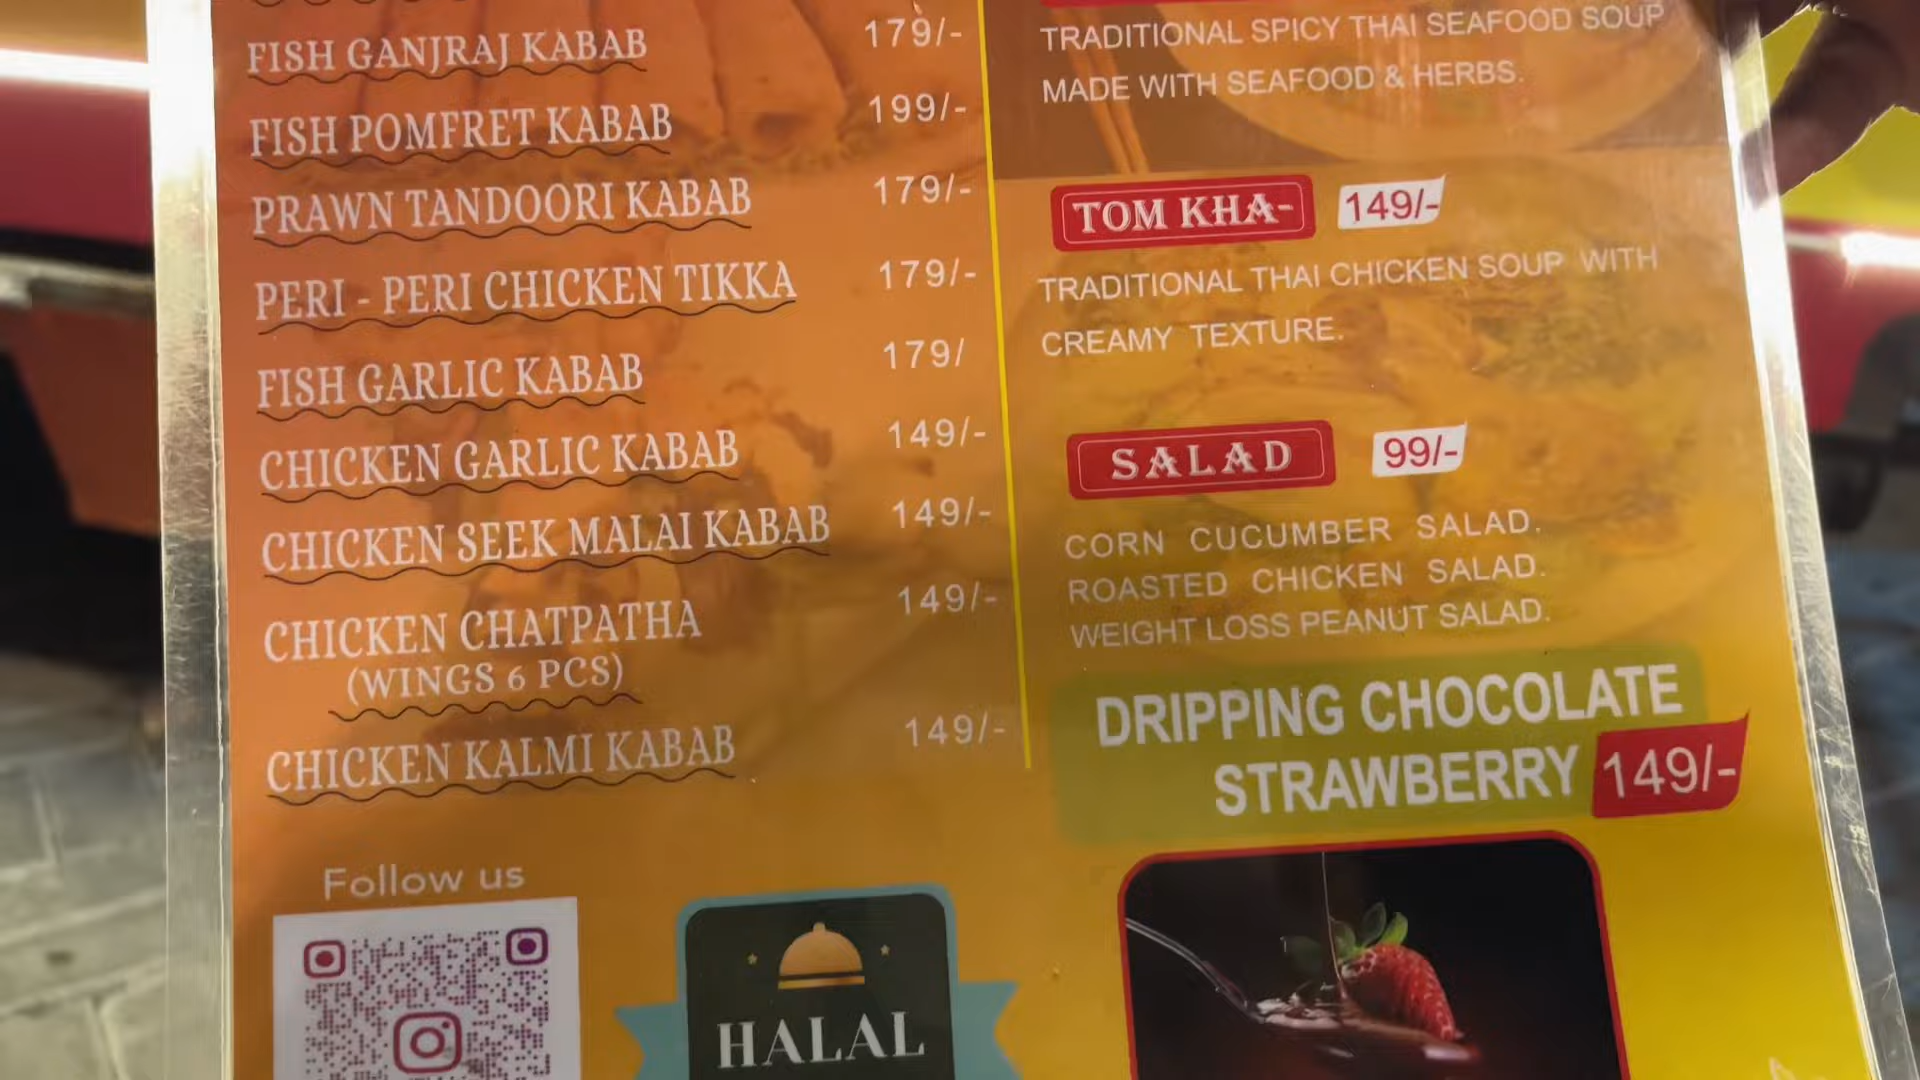 FISH GANJRAJ KABAB 179/-
FISH POMFRET KABAB 199/-
PRAWN TANDOORI KABAB 179/-
PERI - PERI CHICKEN TIKKA 179/-
FISH GARLIC KABAB 179/
CHICKEN GARLIC KABAB 149/-
CHICKEN SEEK MALAI KABAB 149/-
CHICKEN CHATPATHA 149/-
(WINGS 6 PCS)
CHICKEN KALMI KABAB 149/-
Follow us
HALAL
TRADITIONAL SPICY THAI SEAFOOD SOUP
MADE WITH SEAFOOD & HERBS.
TOM KHA- 149/-
TRADITIONAL THAI CHICKEN SOUP WITH
CREAMY TEXTURE.
SALAD 99/-
CORN CUCUMBER SALAD.
ROASTED CHICKEN SALAD.
WEIGHT LOSS PEANUT SALAD.
DRIPPING CHOCOLATE
STRAWBERRY 149/-